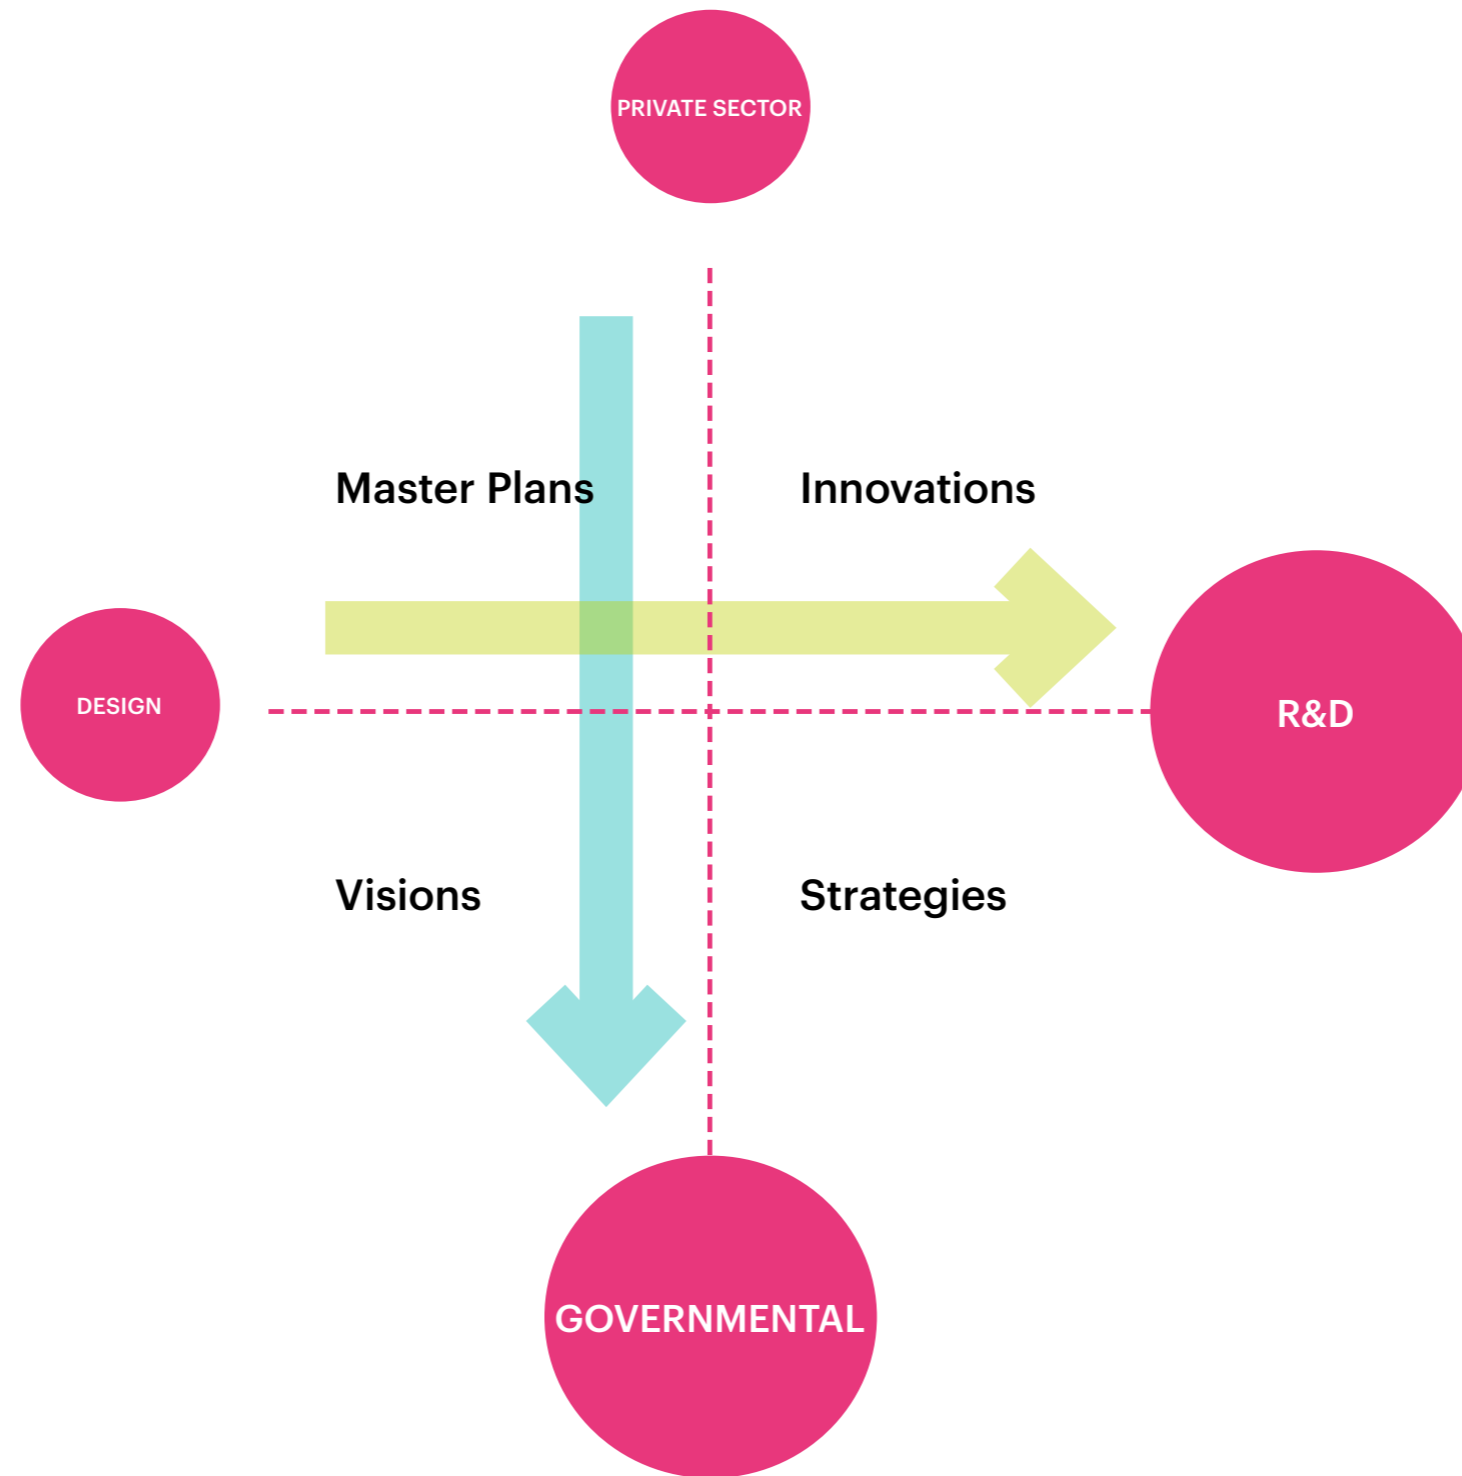 PRIVATE SECTOR
Master Plans
Innovations
DESIGN
R&D
Visions
Strategies
GOVERNMENTAL